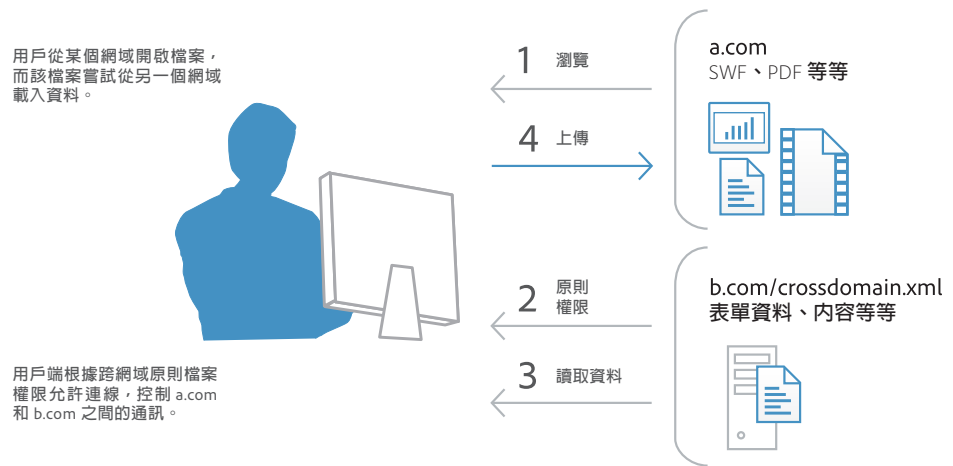 用戶從某個網域開啟檔案，
而該檔案嘗試從另一個網域
載入資料。
1 瀏覽
4 上傳
a.com
SWF、PDF 等等
2 原則
權限
3 讀取資料
b.com/crossdomain.xml
表單資料、內容等等
用戶端根據跨網域原則檔案
權限允許連線，控制 a.com
和 b.com 之間的通訊。